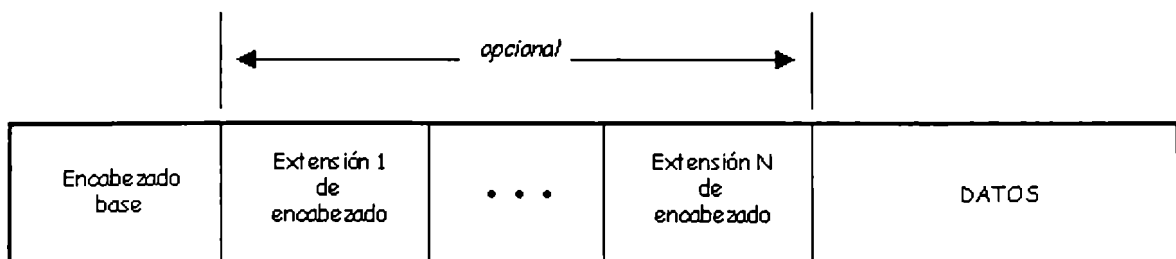 opcional
Encabezado
base
Extensión 1
de
encabezado
• • •
Extensión N
de
encabezado
DATOS